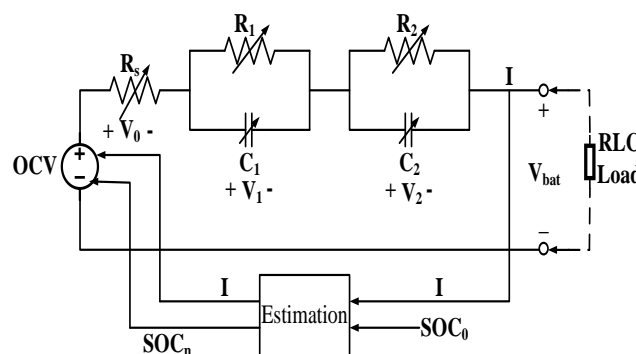 R1
R2
Rs
I
+
+ V0 -
C1
C2
RLC
Load
OCV
+
−
+ V1 -
+ V2 -
Vbat
−
I
I
Estimation
SOCn
SOC0